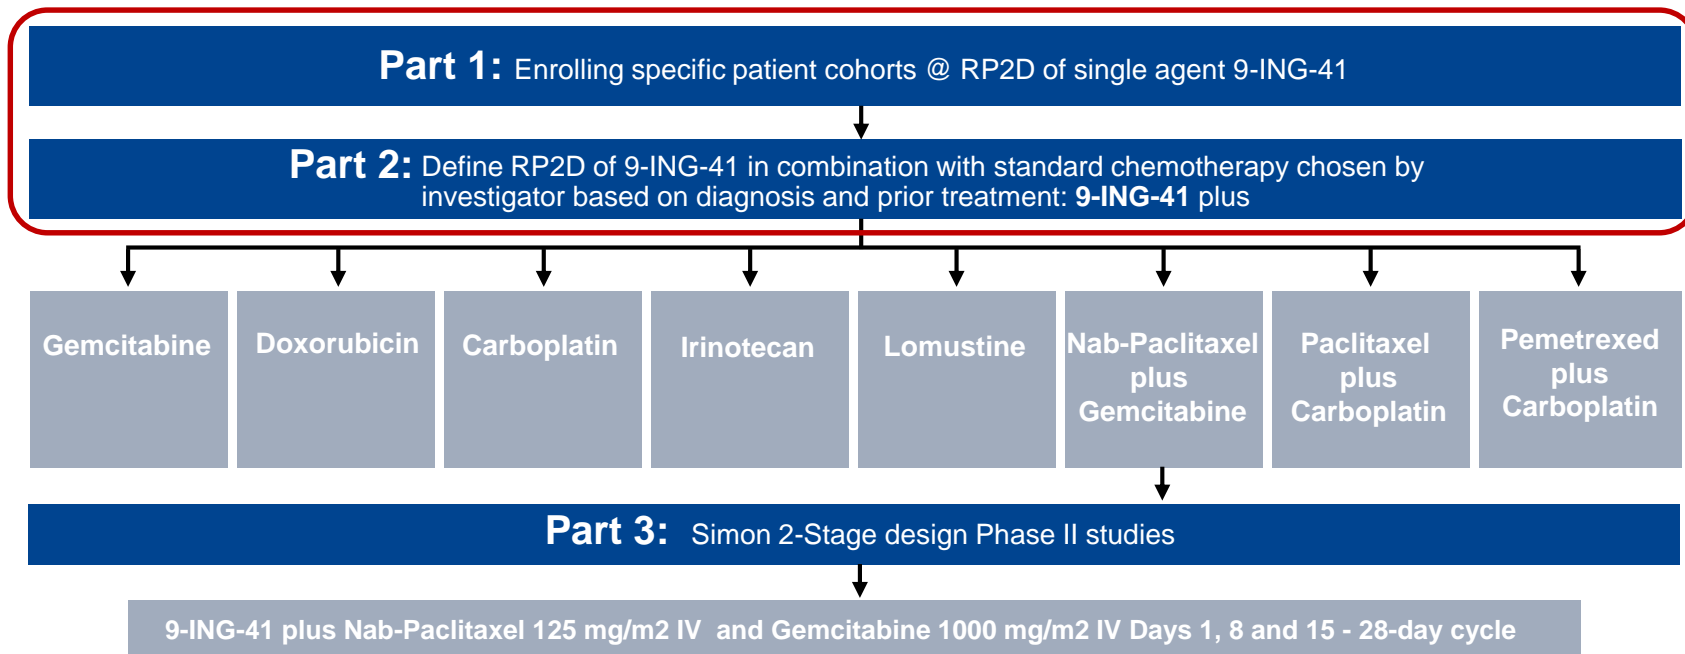 Part 1: Enrolling specific patient cohorts @ RP2D of single agent 9-ING-41
Part 2: Define RP2D of 9-ING-41 in combination with standard chemotherapy chosen by
investigator based on diagnosis and prior treatment: 9-ING-41 plus
Gemcitabine
Doxorubicin
Carboplatin
Irinotecan
Lomustine
Nab-Paclitaxel
plus
Gemcitabine
Paclitaxel
plus
Carboplatin
Pemetrexed
plus
Carboplatin
Part 3: Simon 2-Stage design Phase II studies
9-ING-41 plus Nab-Paclitaxel 125 mg/m2 IV and Gemcitabine 1000 mg/m2 IV Days 1, 8 and 15 - 28-day cycle